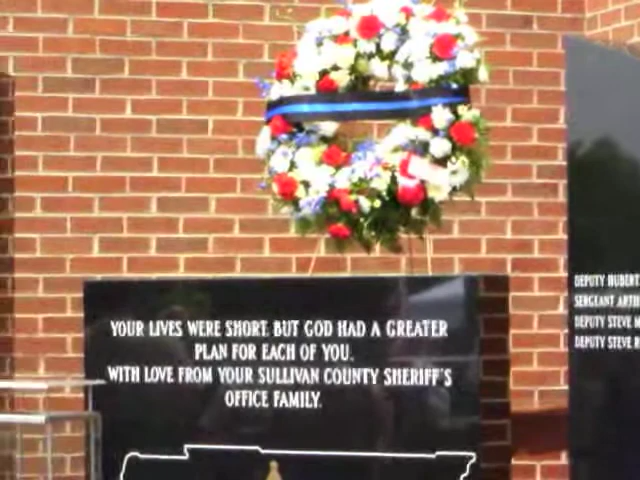 YOUR LIVES WERE SHORT, BUT GOD HAD A GREATER
PLAN FOR EACH OF YOU.
WITH LOVE FROM YOUR SULLIVAN COUNTY SHERIFF'S
OFFICE FAMILY.
DEPUTY HUBERT
SERGEANT
DEPUTY STEVE
DEPUTY STEVE